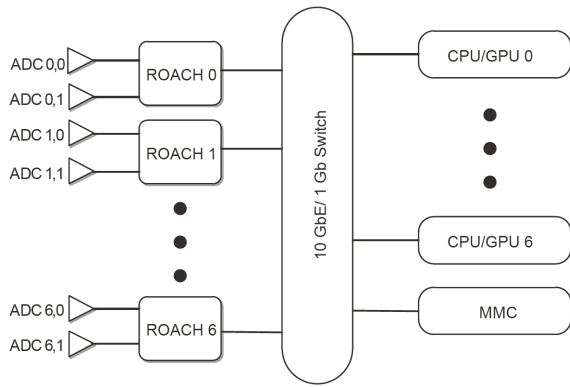 ADC 0,0
ADC 0,1
ROACH 0
ADC 1,0
ADC 1,1
ROACH 1
ADC 6,0
ADC 6,1
ROACH 6
10 GbE/ 1 Gb Switch
CPU/GPU 0
CPU/GPU 6
MMC